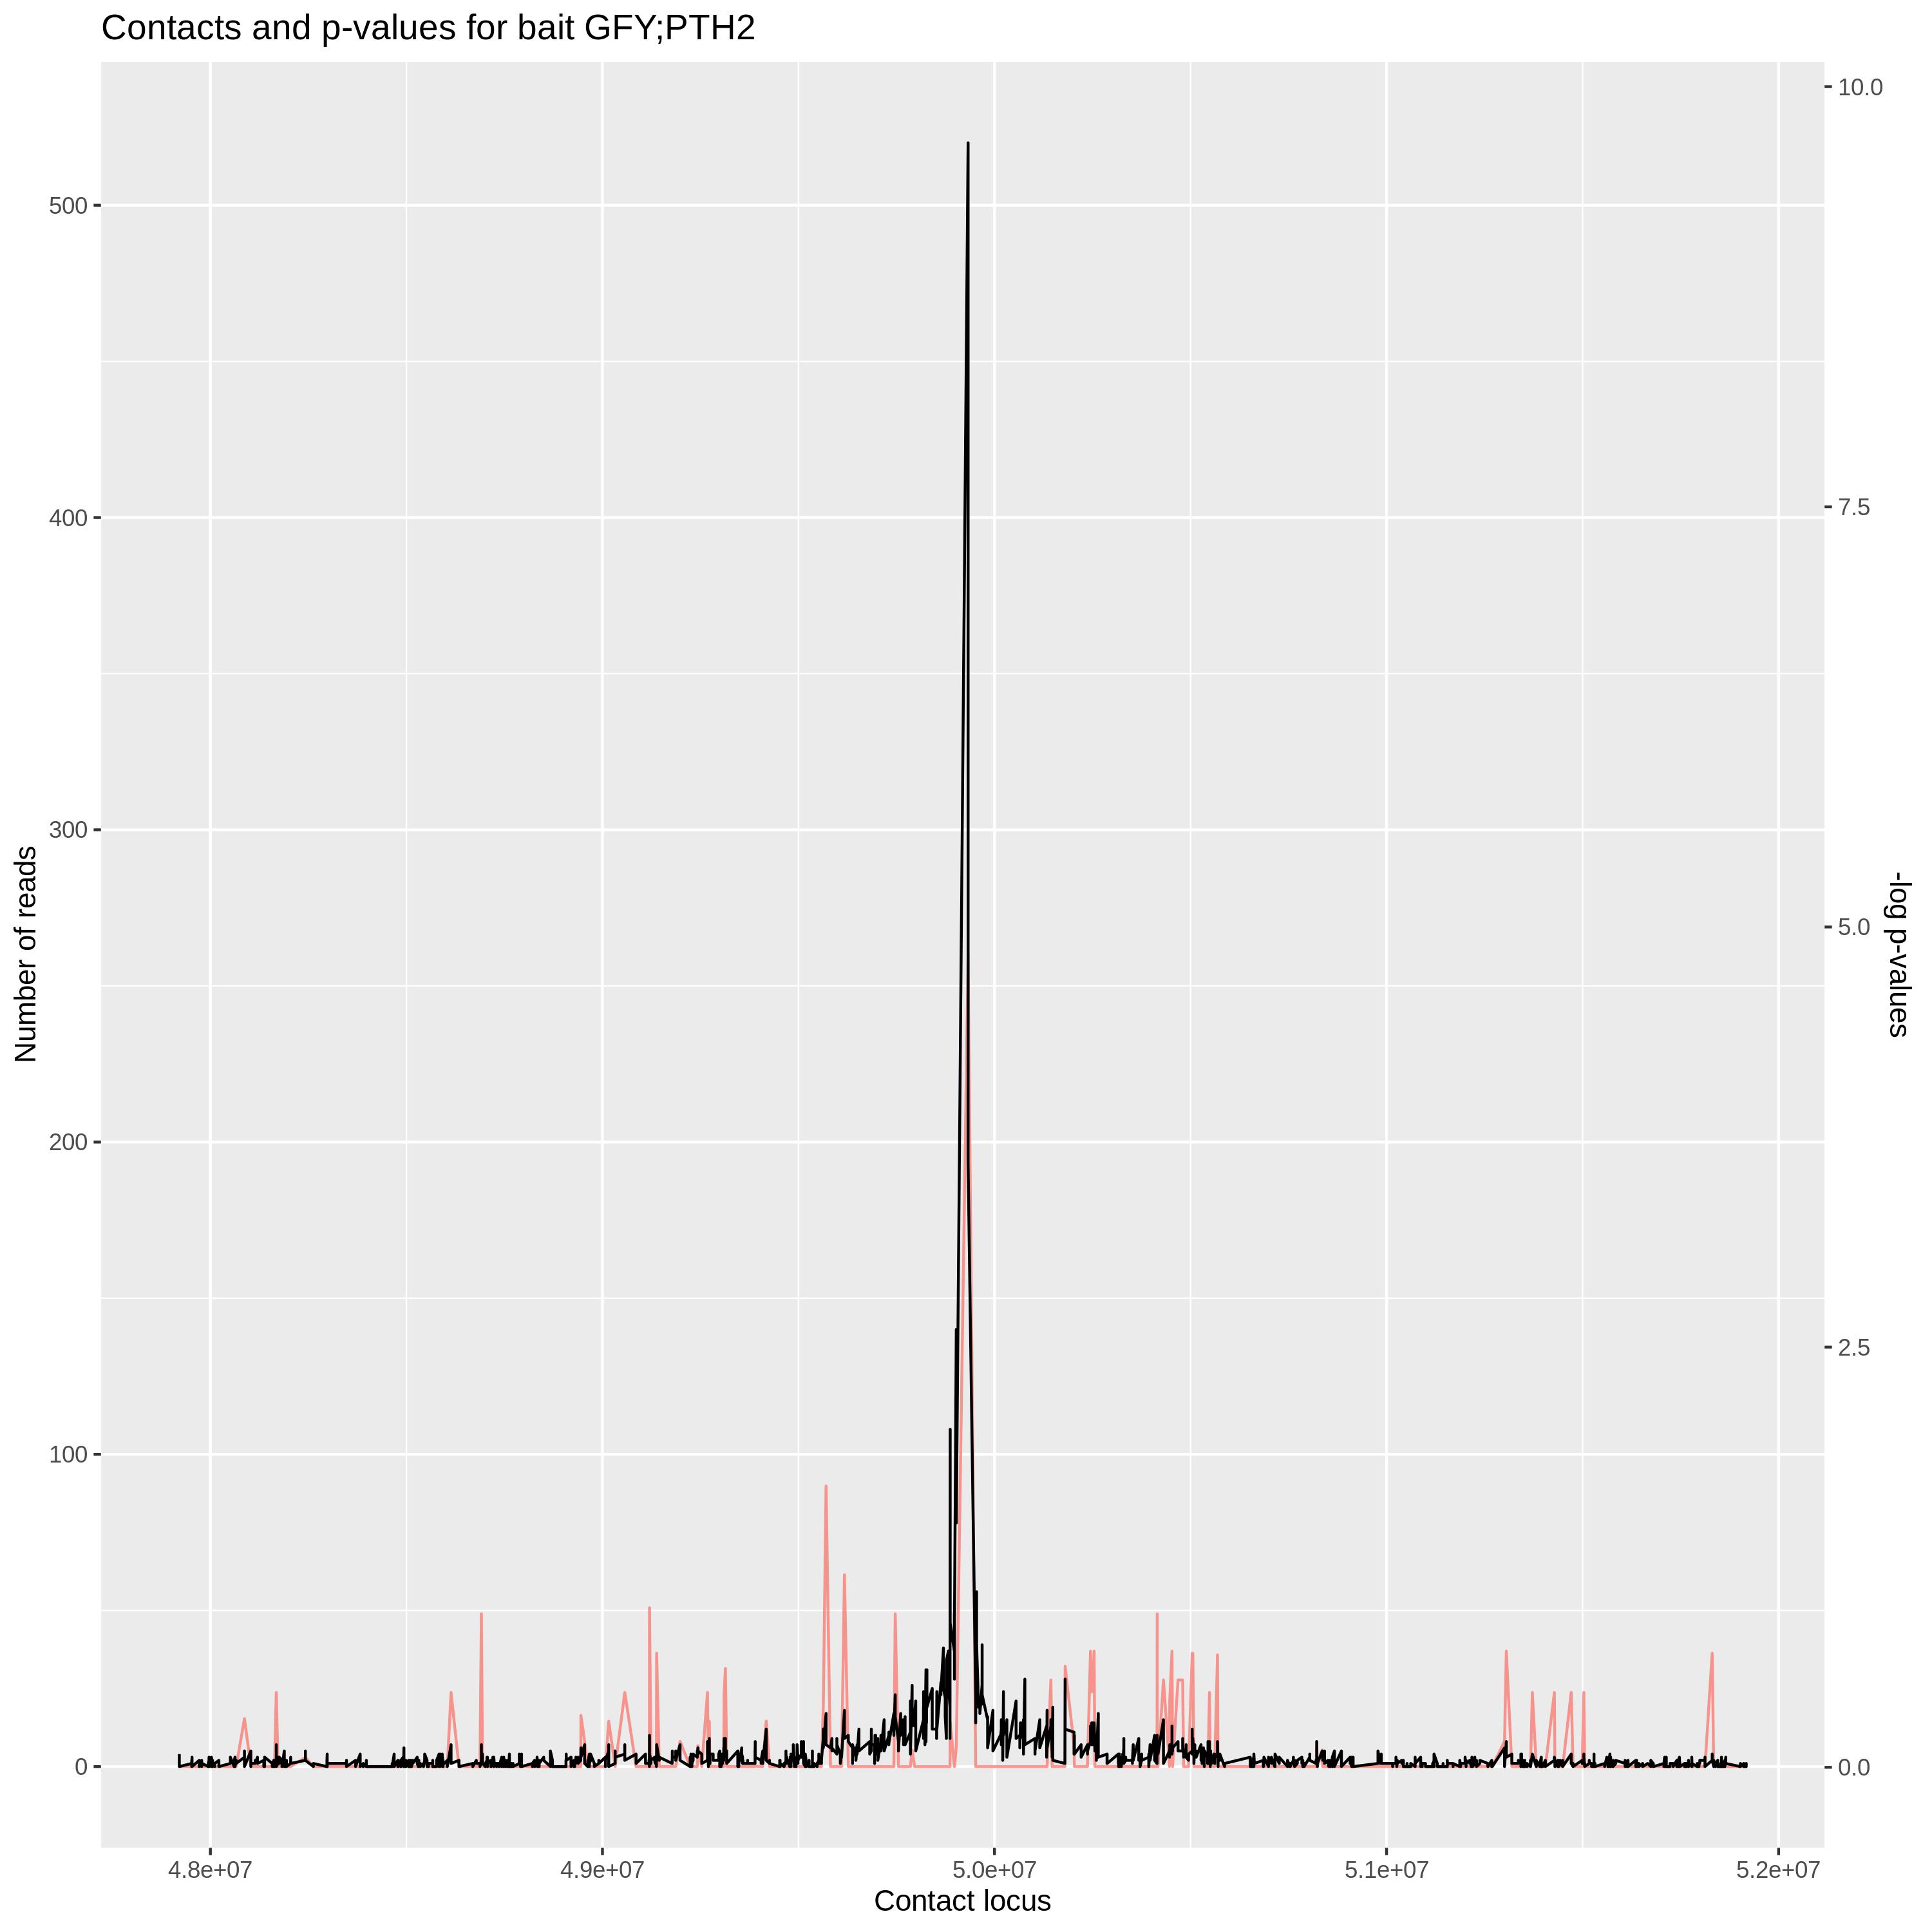 Contacts and p-values for bait GFY;PTH2
10.0
500
400
7.5
300
Number of reads
5.0
-log p-values
200
2.5
100
0
0.0
4.8e+07 4.9e+07 5.0e+07 5.1e+07 5.2e+07
Contact locus